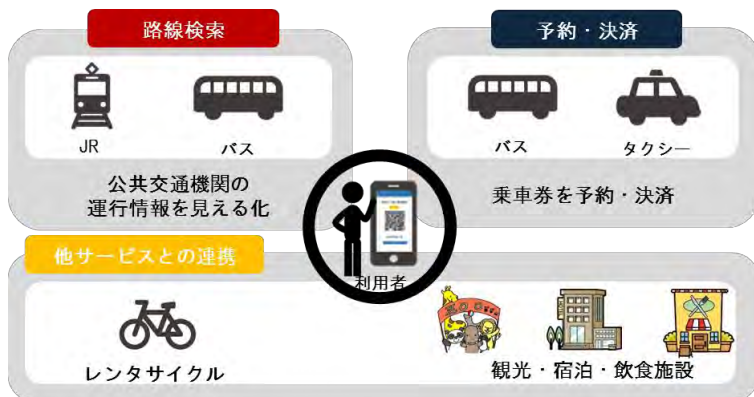 路線検索
JR
バス
公共交通機関の
運行情報を見える化
予約・決済
バス
タクシー
乗車券を予約・決済
利用者
他サービスとの連携
レンタサイクル
観光・宿泊・飲食施設